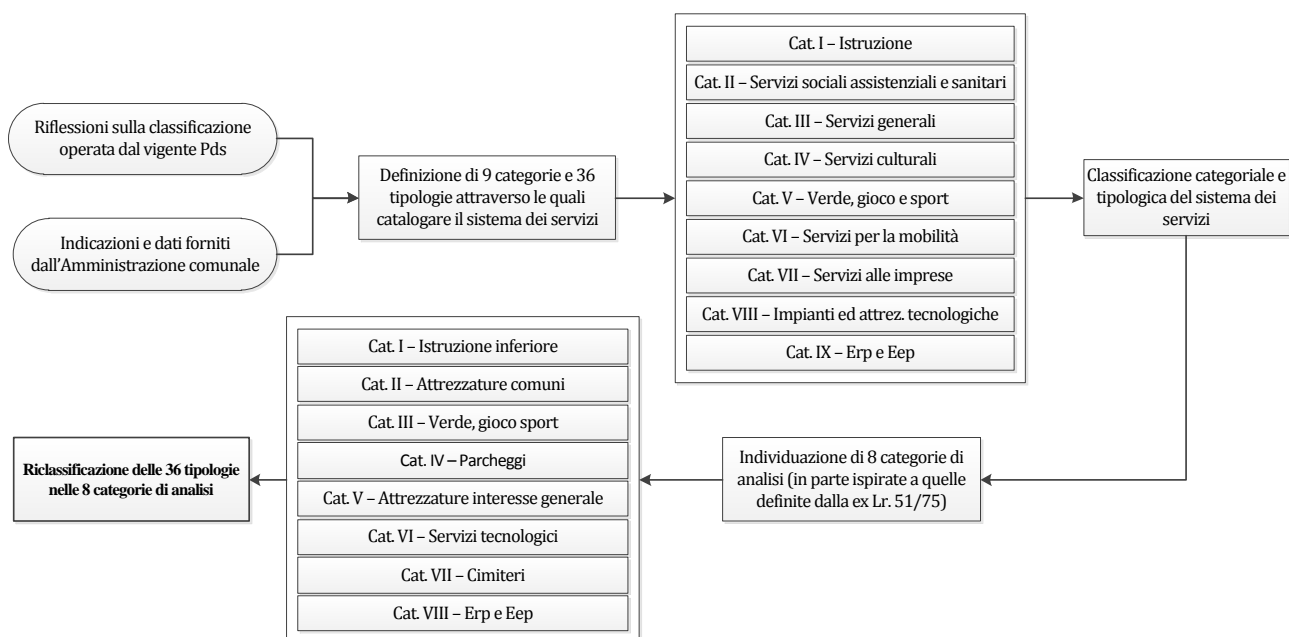 Riflessioni sulla classificazione
operata dal vigente Pds
Indicazioni e dati forniti
dall'Amministrazione comunale
Definizione di 9 categorie e 36
tipologie attraverso le quali
catalogare il sistema dei servizi
Cat. I – Istruzione
Cat. II – Servizi sociali assistenziali e sanitari
Cat. III – Servizi generali
Cat. IV – Servizi culturali
Cat. V – Verde, gioco e sport
Cat. VI – Servizi per la mobilità
Cat. VII – Servizi alle imprese
Cat. VIII – Impianti ed attrez. tecnologiche
Cat. IX – Erp e Eep
Classificazione categoriale e
tipologica del sistema dei
servizi
Individuazione di 8 categorie di
analisi (in parte ispirate a quelle
definite dalla ex Lr. 51/75)
Cat. I – Istruzione inferiore
Cat. II – Attrezzature comuni
Cat. III – Verde, gioco sport
Cat. IV – Parcheggi
Cat. V – Attrezzature interesse generale
Cat. VI – Servizi tecnologici
Cat. VII – Cimiteri
Cat. VIII – Erp e Eep
Riclassificazione delle 36 tipologie
nelle 8 categorie di analisi